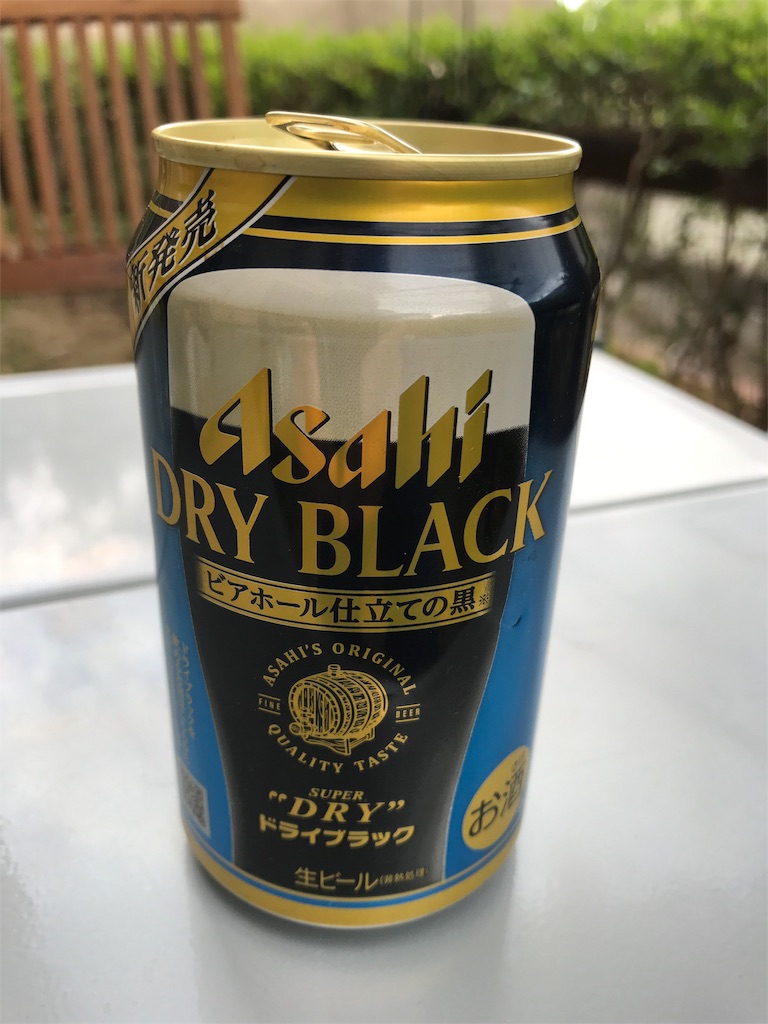 新発売
Asahi
DRY BLACK
ビアホール仕立ての黒※
ASAHI'S ORIGINAL
FINE BEER
QUALITY TASTE
SUPER
"DRY"
ドライブラック
お酒
生ビール(非熱処理)